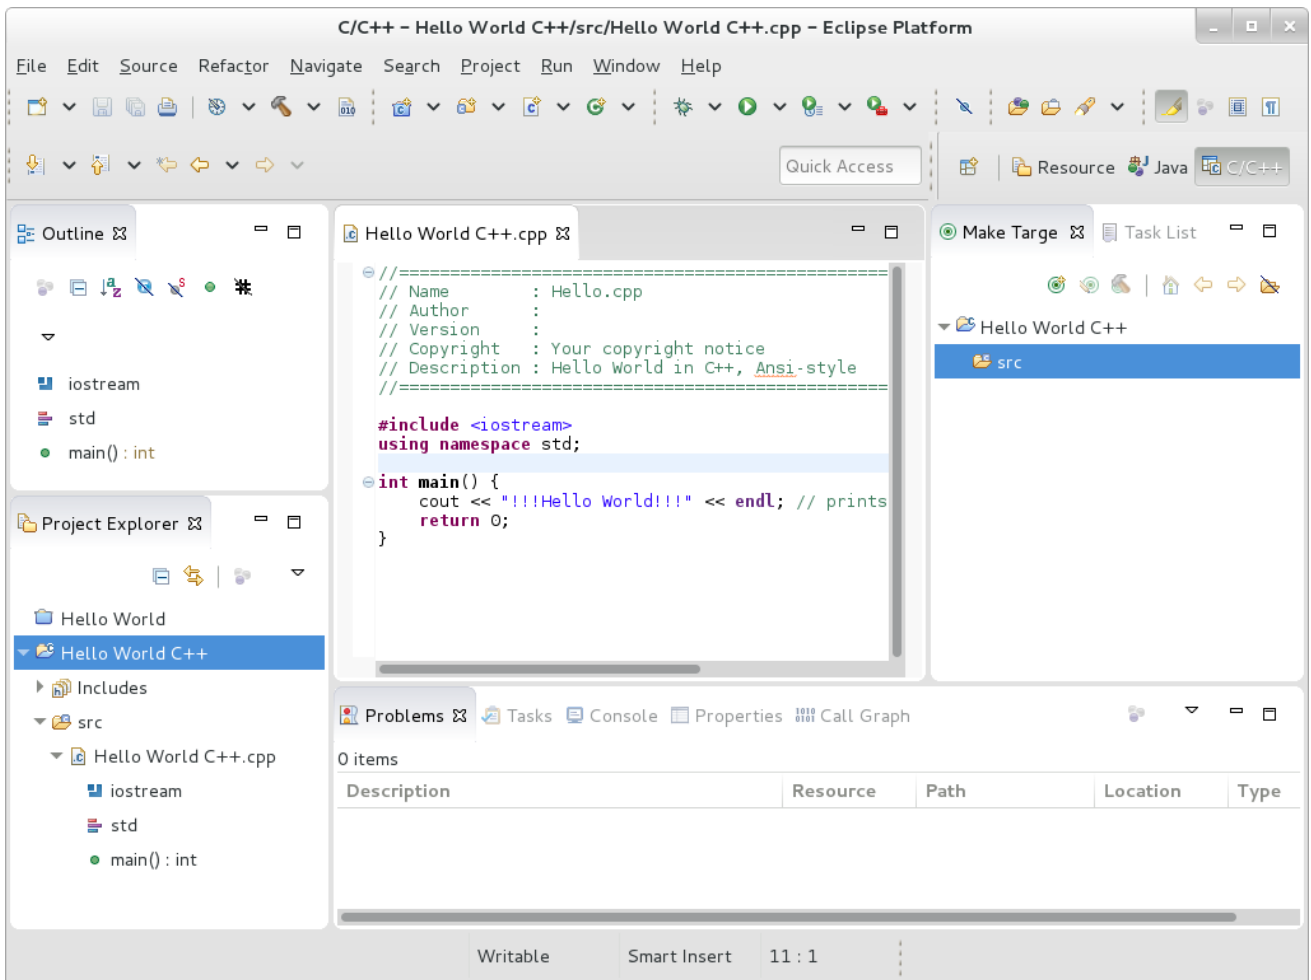 C/C++ – Hello World C++/src/Hello World C++.cpp – Eclipse Platform
File Edit Source Refactor Navigate Search Project Run Window Help
010
Quick Access
Resource
Java
C/C++
Outline
iostream
std
main() : int
Hello World C++.cpp
//================================================
// Name        : Hello.cpp
// Author      :
// Version     :
// Copyright   : Your copyright notice
// Description : Hello World in C++, Ansi-style
//================================================
#include <iostream>
using namespace std;
int main() {
    cout << "!!!Hello World!!!" << endl; // prints
    return 0;
}
Make Targe
Task List
Hello World C++
src
Project Explorer
Hello World
Hello World C++
Includes
src
Hello World C++.cpp
iostream
std
main() : int
Problems
Tasks
Console
Properties
Call Graph
0 items
Description Resource Path Location Type
Writable Smart Insert 11 : 1